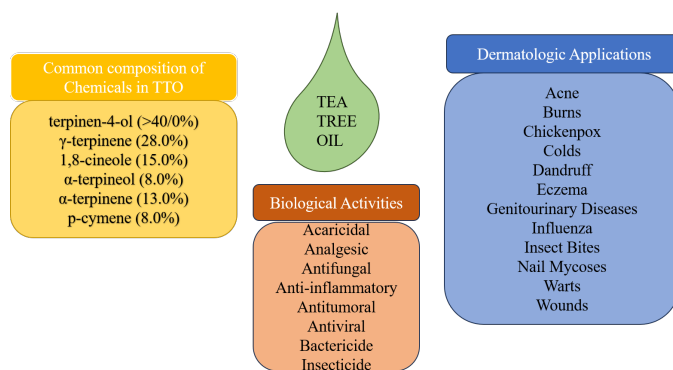 Common composition of
Chemicals in TTO
terpinen-4-ol (>40/0%)
γ-terpinene (28.0%)
1,8-cineole (15.0%)
α-terpineol (8.0%)
α-terpinene (13.0%)
p-cymene (8.0%)
TEA
TREE
OIL
Biological Activities
Acaricidal
Analgesic
Antifungal
Anti-inflammatory
Antitumoral
Antiviral
Bactericide
Insecticide
Dermatologic Applications
Acne
Burns
Chickenpox
Colds
Dandruff
Eczema
Genitourinary Diseases
Influenza
Insect Bites
Nail Mycoses
Warts
Wounds